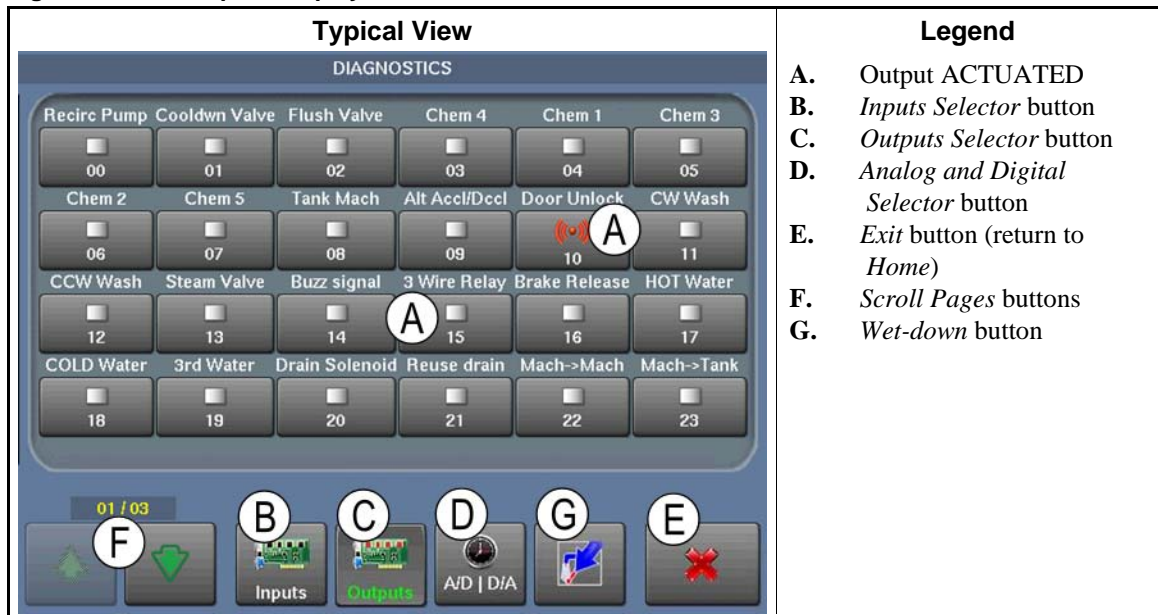 Typical View
Legend
DIAGNOSTICS
Recirc Pump Cooldwn Valve Flush Valve Chem 4 Chem 1 Chem 3
00 01 02 03 04 05
Chem 2 Chem 5 Tank Mach Alt Accl/Dccl Door Unlock CW Wash
A
06 07 08 09 10 11
CCW Wash Steam Valve Buzz signal 3 Wire Relay Brake Release HOT Water
A
12 13 14 15 16 17
COLD Water 3rd Water Drain Solenoid Reuse drain Mach->Mach Mach->Tank
18 19 20 21 22 23
01 / 03
F B C D G E
Inputs Outputs A/D | D/A
A. Output ACTUATED
B. Inputs Selector button
C. Outputs Selector button
D. Analog and Digital
Selector button
E. Exit button (return to
Home)
F. Scroll Pages buttons
G. Wet-down button